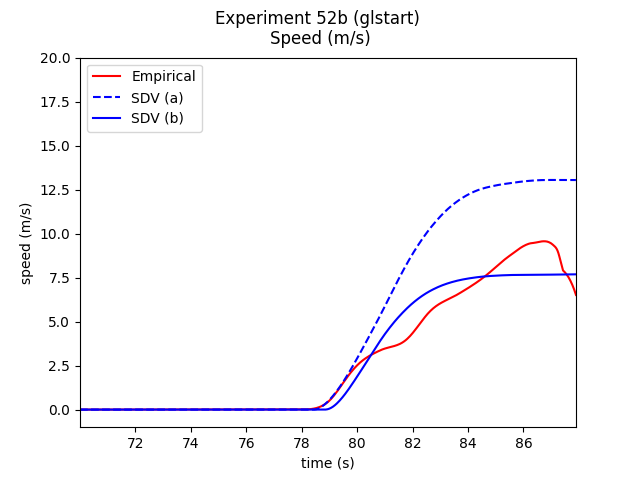 Experiment 52b (glstart)
Speed (m/s)
20.0
17.5
15.0
12.5
10.0
7.5
5.0
2.5
0.0
speed (m/s)
Empirical
SDV (a)
SDV (b)
72 74 76 78 80 82 84 86
time (s)